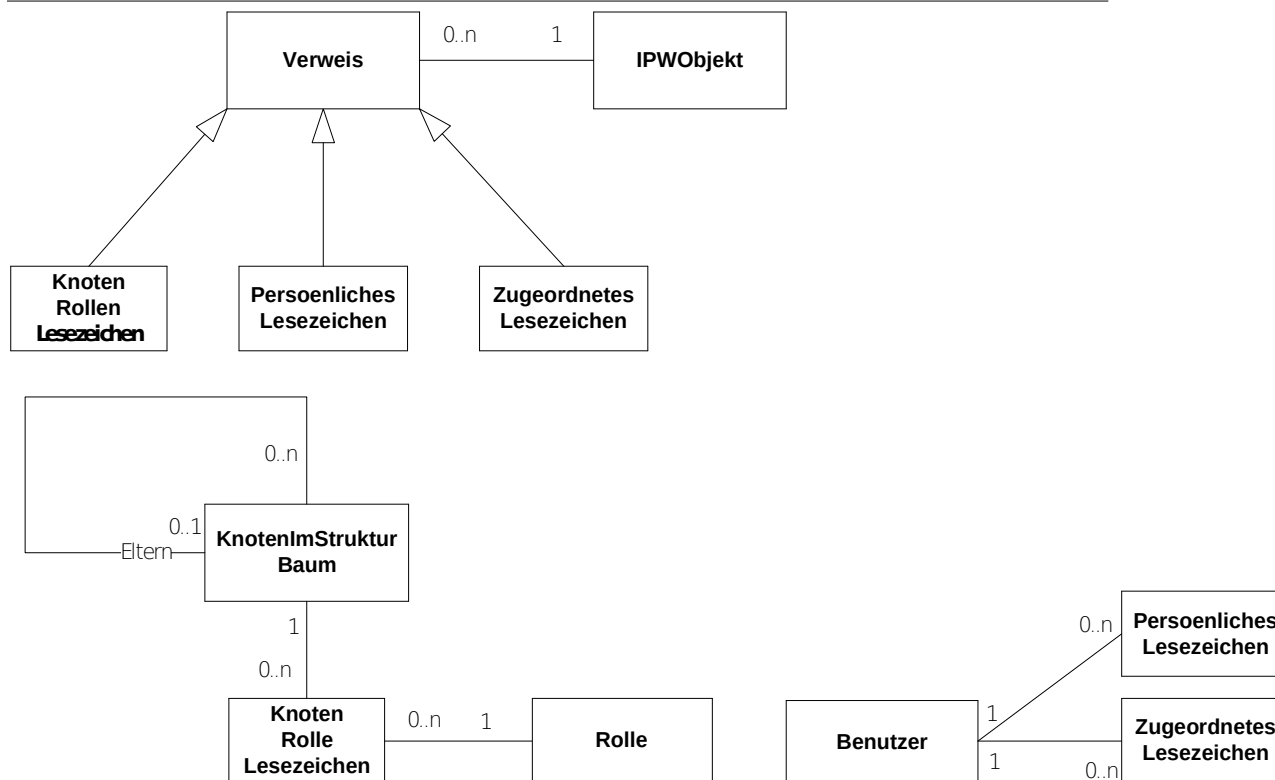 0..n
1
Verweis
IPWObjekt
Knoten
Rollen
Lesezeichen
Persoenliches
Lesezeichen
Zugeordnetes
Lesezeichen
0..n
0..1
Eltern
KnotenImStruktur
Baum
1
0..n
Knoten
Rolle
Lesezeichen
0..n
1
Rolle
Benutzer
1
1
0..n
Persoenliches
Lesezeichen
Zugeordnetes
Lesezeichen
0..n